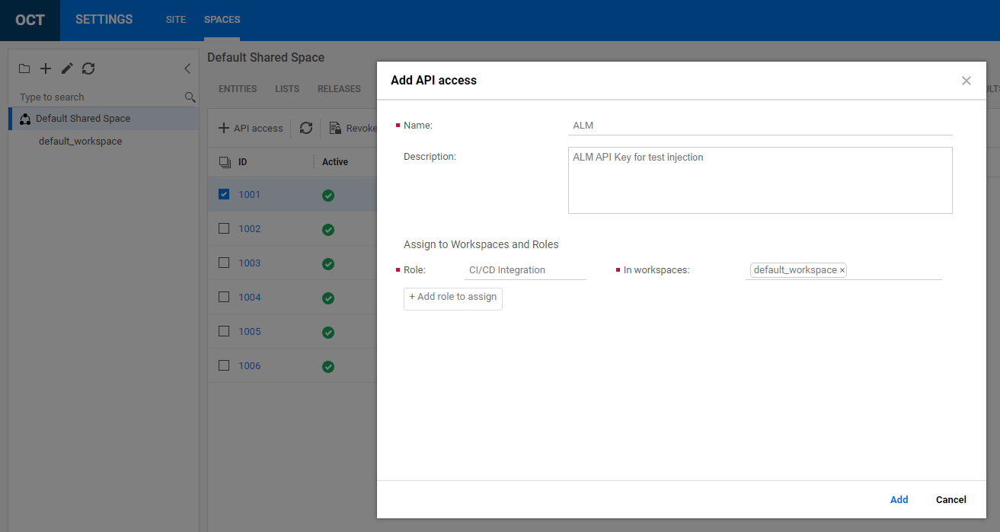 OCT SETTINGS SITE SPACES
Type to search
Default Shared Space
default_workspace
Default Shared Space
ENTITIES LISTS RELEASES
+ API access Revoke
ID Active
1001
1002
1003
1004
1005
1006
Add API access ×
Name: ALM
Description: ALM API Key for test injection
Assign to Workspaces and Roles
Role: CI/CD Integration In workspaces: default_workspace ×
+ Add role to assign
Add Cancel